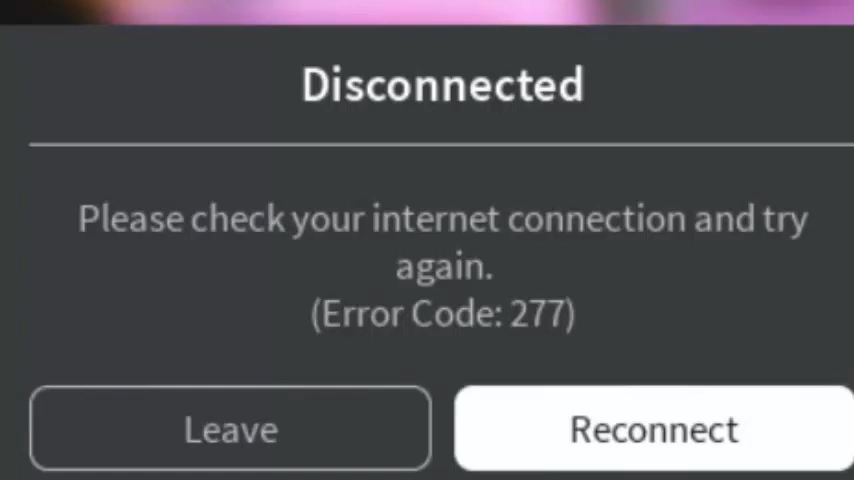 Disconnected
Please check your internet connection and try
again.
(Error Code: 277)
Leave
Reconnect